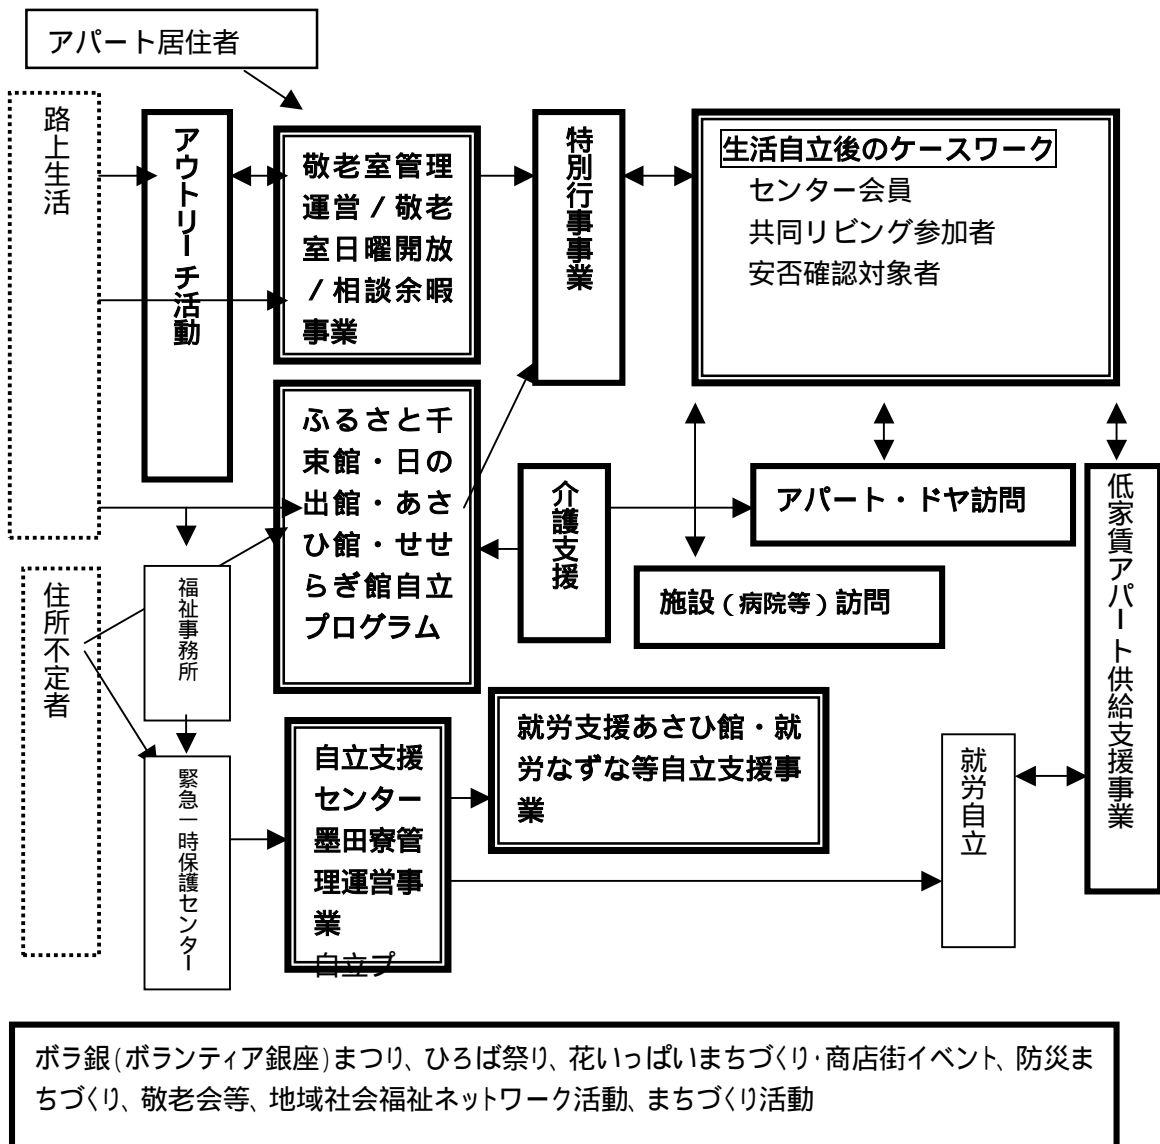 アパート居住者
路上生活
アウトリーチ活動
敬老室管理
運営/敬老
室日曜開放
/相談余暇
事業
特別行事事業
生活自立後のケースワーク
センター会員
共同リビング参加者
安否確認対象者
ふるさと千
束館・日の
出館・あさ
ひ館・せせ
らぎ館自立
プログラム
介護支援
アパート・ドヤ訪問
施設(病院等)訪問
低家賃アパート供給支援事業
住所不定者
福祉事務所
緊急一時保護センター
自立支援
センター
墨田寮管
理運営事
業
自立プ
就労支援あさひ館・就
労なずな等自立支援事
業
就労自立
ボラ銀(ボランティア銀座)まつり、ひろば祭り、花いっぱいまちづくり・商店街イベント、防災ま
ちづくり、敬老会等、地域社会福祉ネットワーク活動、まちづくり活動